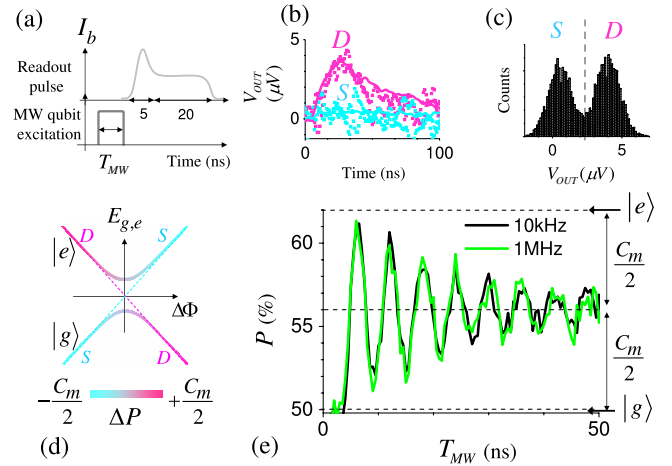 (a)
I_b
Readout
pulse
5 20
MW qubit
excitation
T_MW
Time (ns)
(b)
V_OUT
(µV)
5
0
D
S
0 100
Time (ns)
(c)
S D
Counts
0 5
V_OUT(µV)
E_g,e
|e⟩
D S
ΔΦ
|g⟩
S D
-C_m/2 ΔP +C_m/2
(d)
P (%)
60
55
50
10kHz
1MHz
|e⟩
C_m/2
C_m/2
|g⟩
0 50
T_MW (ns)
(e)